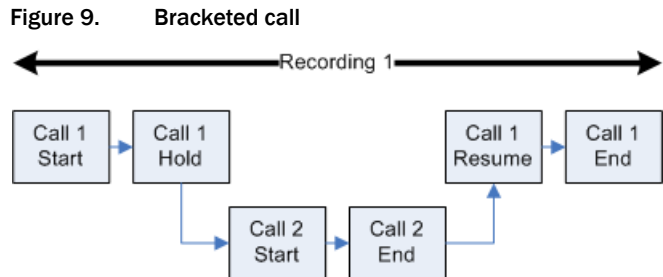 Figure 9. Bracketed call
Recording 1
Call 1
Start
Call 1
Hold
Call 2
Start
Call 2
End
Call 1
Resume
Call 1
End